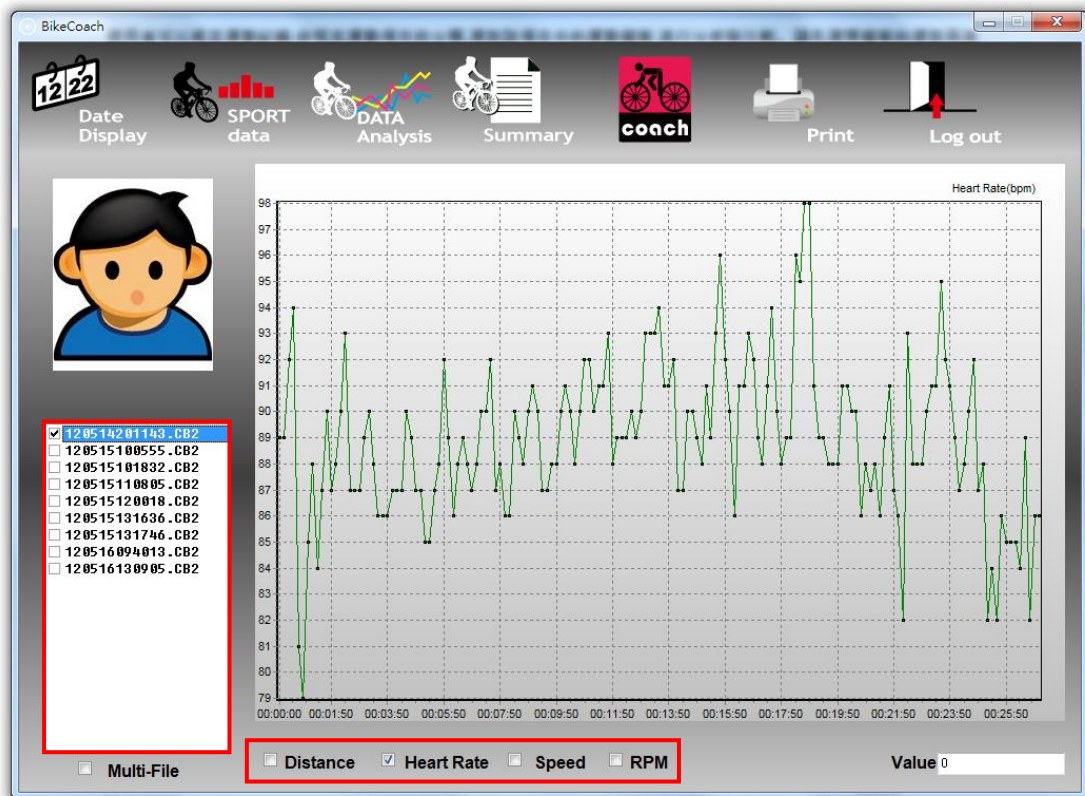 BikeCoach
12 22
Date
Display
SPORT
data
DATA
Analysis
Summary
coach
Print
Log out
Heart Rate(bpm)
98
97
96
95
94
93
92
91
90
89
88
87
86
85
84
83
82
81
80
79
00:00:00 00:01:50 00:03:50 00:05:50 00:07:50 00:09:50 00:11:50 00:13:50 00:15:50 00:17:50 00:19:50 00:21:50 00:23:50 00:25:50
120514201143.CB2
120515100555.CB2
120515101832.CB2
120515110805.CB2
120515120018.CB2
120515131636.CB2
120515131746.CB2
120516094013.CB2
120516130905.CB2
Multi-File
Distance Heart Rate Speed RPM
Value 0